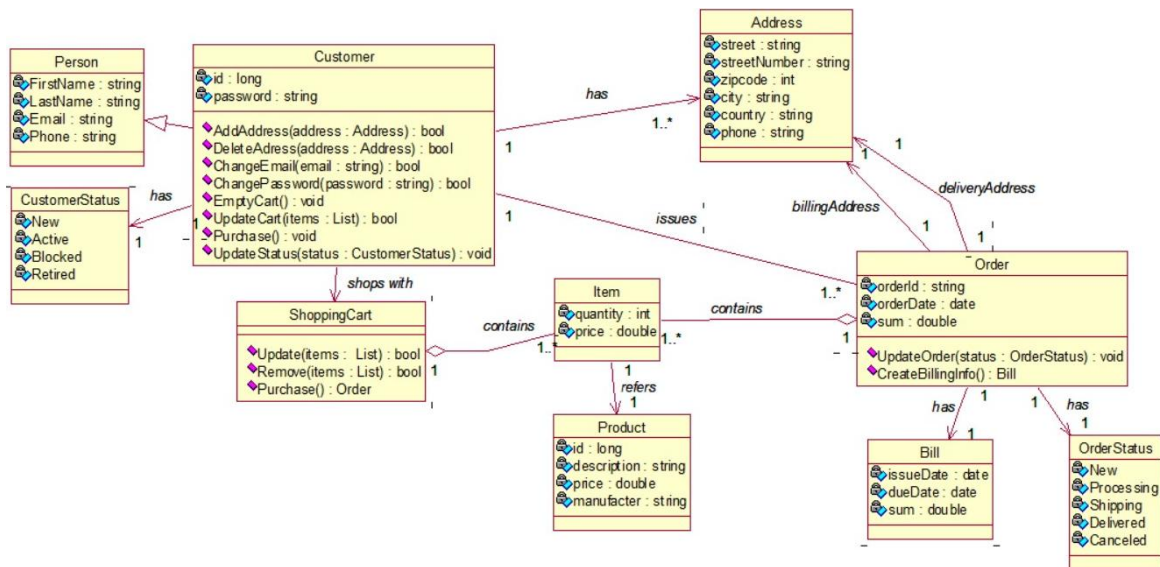 Person
FirstName : string
LastName : string
Email : string
Phone : string
Customer
id : long
password : string
AddAddress(address : Address) : bool
DeleteAdress(address : Address) : bool
ChangeEmail(email : string) : bool
ChangePassword(password : string) : bool
EmptyCart() : void
UpdateCart(items : List) : bool
Purchase() : void
UpdateStatus(status : CustomerStatus) : void
has
1
1..*
Address
street : string
streetNumber : string
zipcode : int
city : string
country : string
phone : string
CustomerStatus
New
Active
Blocked
Retired
has
1
1
issues
1
1..*
billingAddress
1
1
deliveryAddress
1
1
shops with
ShoppingCart
Update(items : List) : bool
Remove(items : List) : bool
Purchase() : Order
contains
1
1..*
Item
quantity : int
price : double
contains
1..*
1
Order
orderId : string
orderDate : date
sum : double
UpdateOrder(status : OrderStatus) : void
CreateBillingInfo() : Bill
1
refers
1
Product
id : long
description : string
price : double
manufacter : string
has
1
1
Bill
issueDate : date
dueDate : date
sum : double
has
1
1
OrderStatus
New
Processing
Shipping
Delivered
Canceled